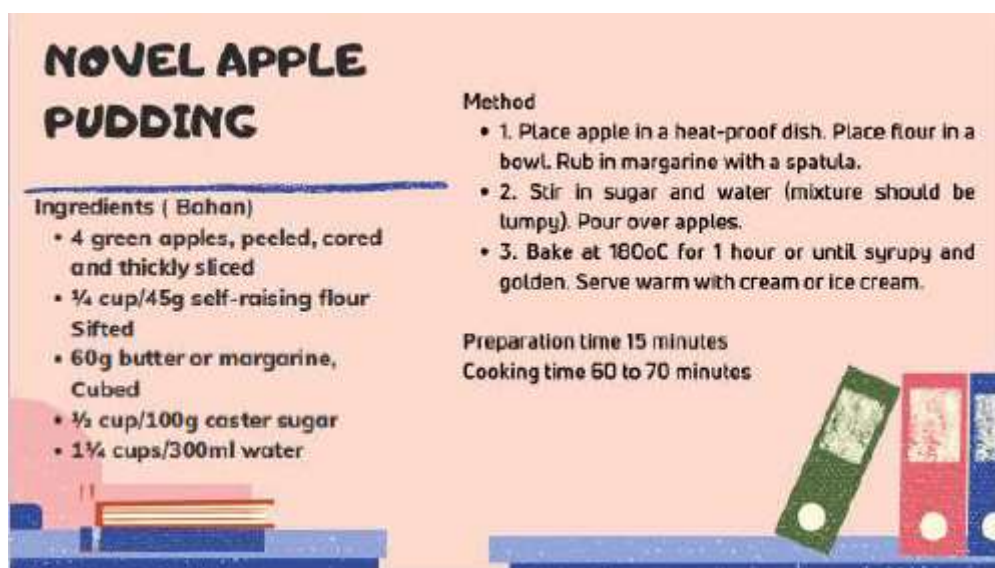 NOVEL APPLE
PUDDING
Ingredients ( Bahan)
• 4 green apples, peeled, cored
and thickly sliced
• ¼ cup/45g self-raising flour
Sifted
• 60g butter or margarine,
Cubed
• ½ cup/100g caster sugar
• 1¼ cups/300ml water
Method
• 1. Place apple in a heat-proof dish. Place flour in a
bowl. Rub in margarine with a spatula.
• 2. Stir in sugar and water (mixture should be
lumpy). Pour over apples.
• 3. Bake at 180oC for 1 hour or until syrupy and
golden. Serve warm with cream or ice cream.
Preparation time 15 minutes
Cooking time 60 to 70 minutes